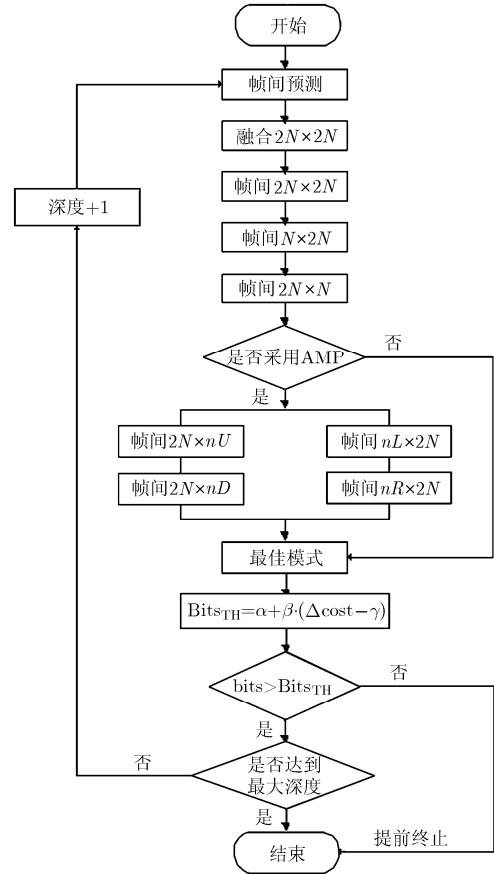 开始
帧间预测
融合2N×2N
帧间2N×2N
深度+1
帧间N×2N
帧间2N×N
是否采用AMP
否
是
帧间2N×nU
帧间nL×2N
帧间2N×nD
帧间nR×2N
最佳模式
BitsTH=α+β·(Δcost−γ)
bits>BitsTH
否
是
是否达到
最大深度
否
是
提前终止
结束